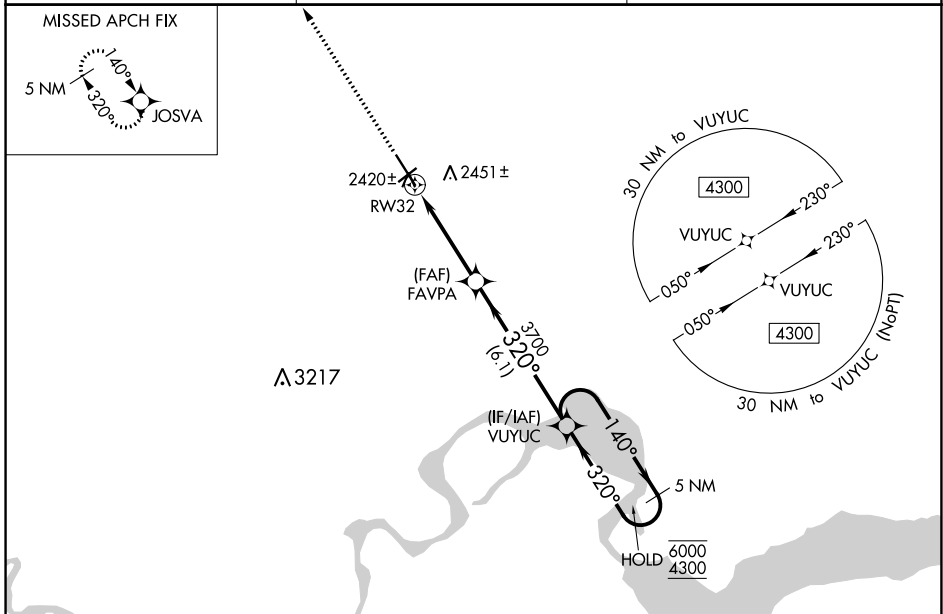 MISSED APCH FIX
140°
5 NM
320°
JOSVA
2420±
2451±
RW32
(FAF)
FAVPA
3700
320°
(6.1)
3217
(IF/IAF)
VUYUC
140°
320°
5 NM
HOLD
6000
4300
30 NM to VUYUC
4300
230°
VUYUC
050°
230°
VUYUC
050°
4300
30 NM to VUYUC (NoPT)